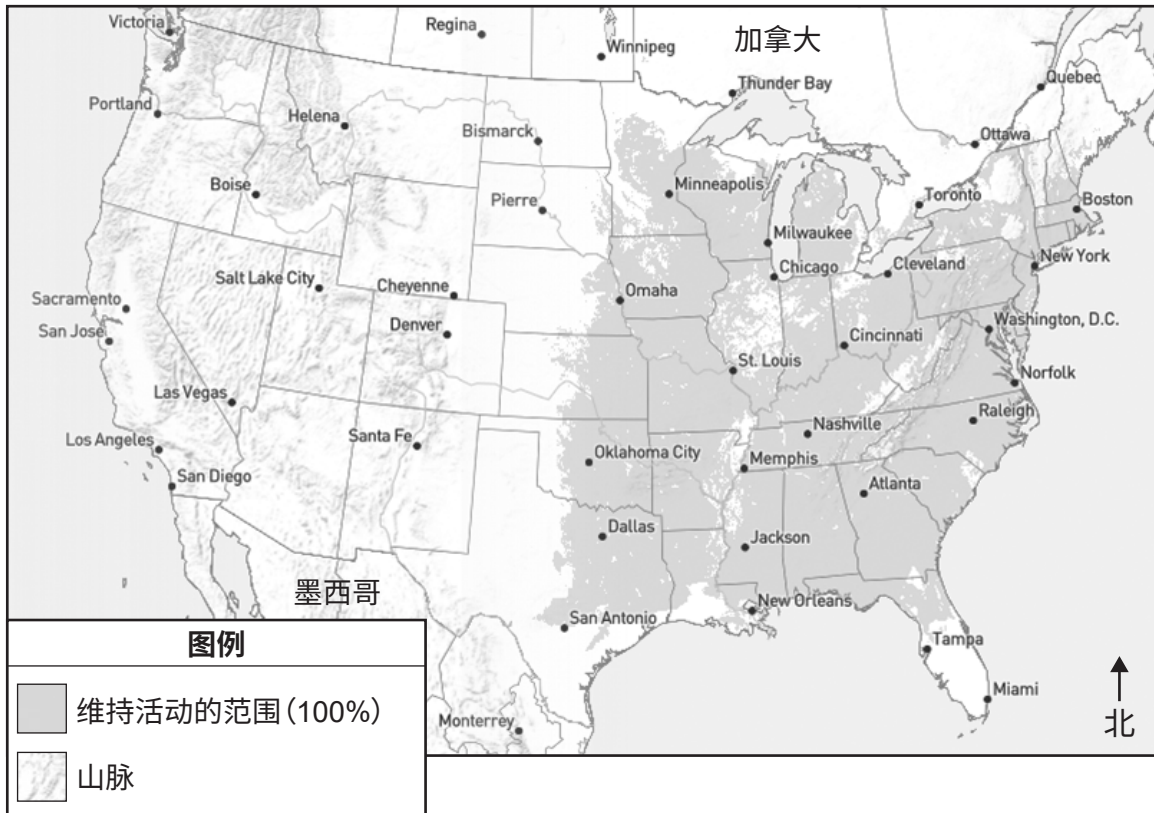 加拿大
Victoria
Regina
Winnipeg
Thunder Bay
Quebec
Portland
Helena
Bismarck
Ottawa
Boise
Pierre
Minneapolis
Toronto
Boston
Milwaukee
Salt Lake City
Cheyenne
Omaha
Chicago
Cleveland
New York
Sacramento
San Jose
Denver
Cincinnati
Washington, D.C.
St. Louis
Las Vegas
Norfolk
Los Angeles
Santa Fe
Nashville
Raleigh
San Diego
Oklahoma City
Memphis
Atlanta
Dallas
Jackson
墨西哥
San Antonio
New Orleans
Tampa
Miami
Monterrey
北
图例
维持活动的范围(100%)
山脉